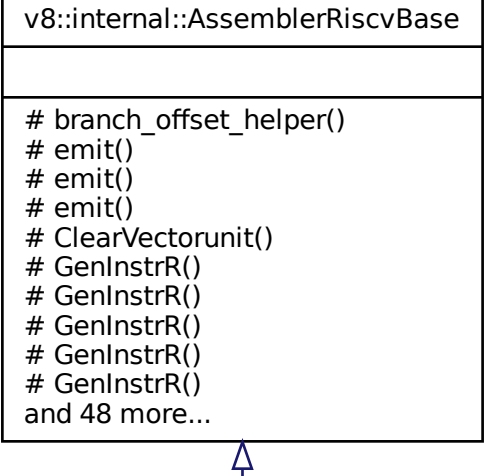 v8::internal::AssemblerRiscvBase
# branch_offset_helper()
# emit()
# emit()
# emit()
# ClearVectorunit()
# GenInstrR()
# GenInstrR()
# GenInstrR()
# GenInstrR()
# GenInstrR()
and 48 more...